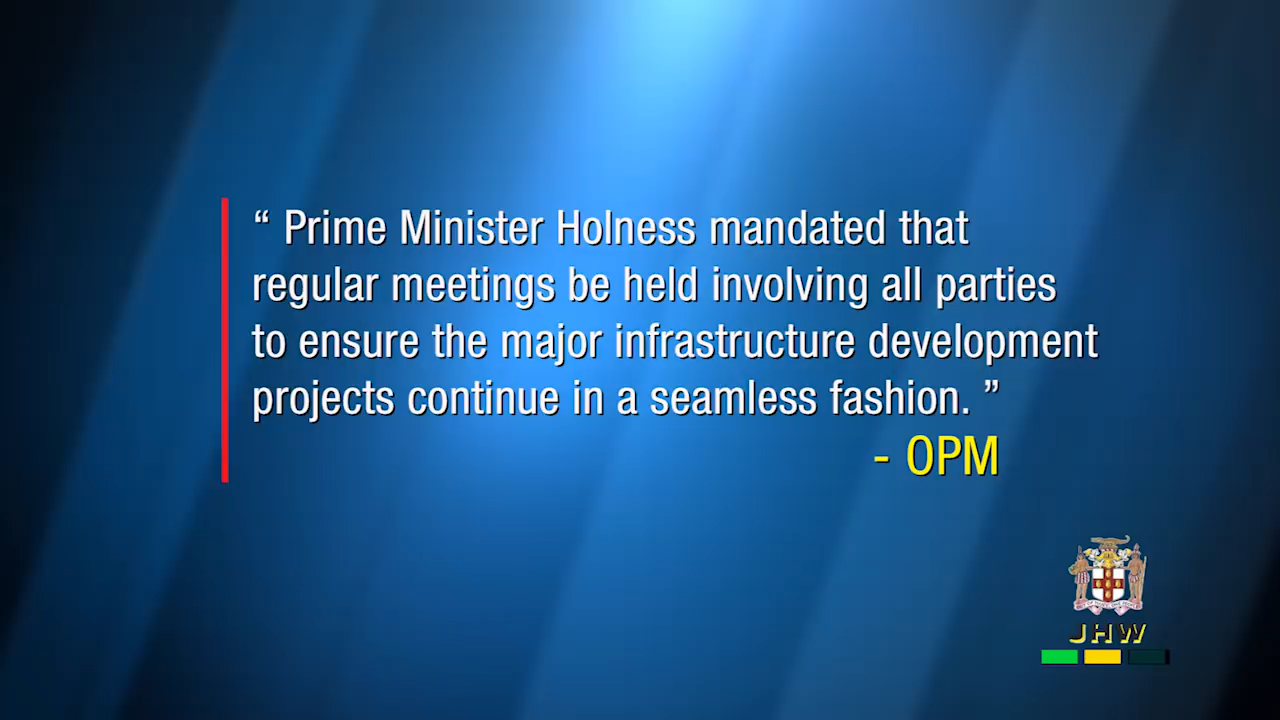 “ Prime Minister Holness mandated that
regular meetings be held involving all parties
to ensure the major infrastructure development
projects continue in a seamless fashion. ”
- OPM
JHW